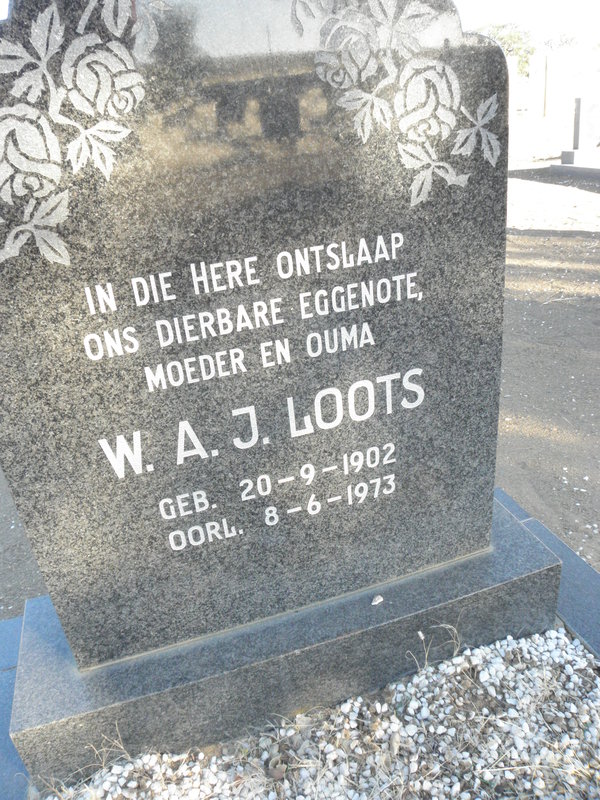 IN DIE HERE ONTSLAAP
ONS DIERBARE EGGENOTE,
MOEDER EN OUMA
W. A. J. LOOTS
GEB. 20-9-1902
OORL. 8-6-1973